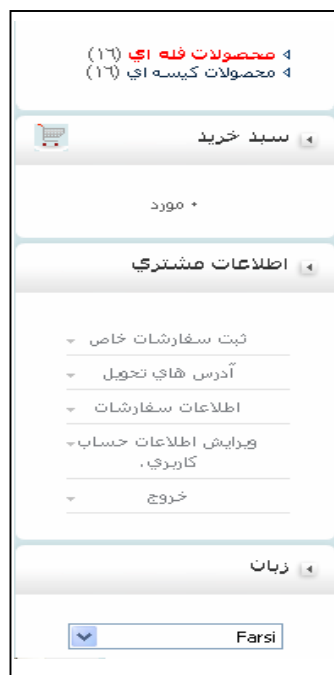 محصولات فله اي (١٦)
محصولات كيسه اي (١٦)
سبد خريد
٠ مورد
اطلاعات مشتري
ثبت سفارشات خاص
آدرس هاي تحويل
اطلاعات سفارشات
ويرايش اطلاعات حساب
كاربري.
خروج
زبان
Farsi